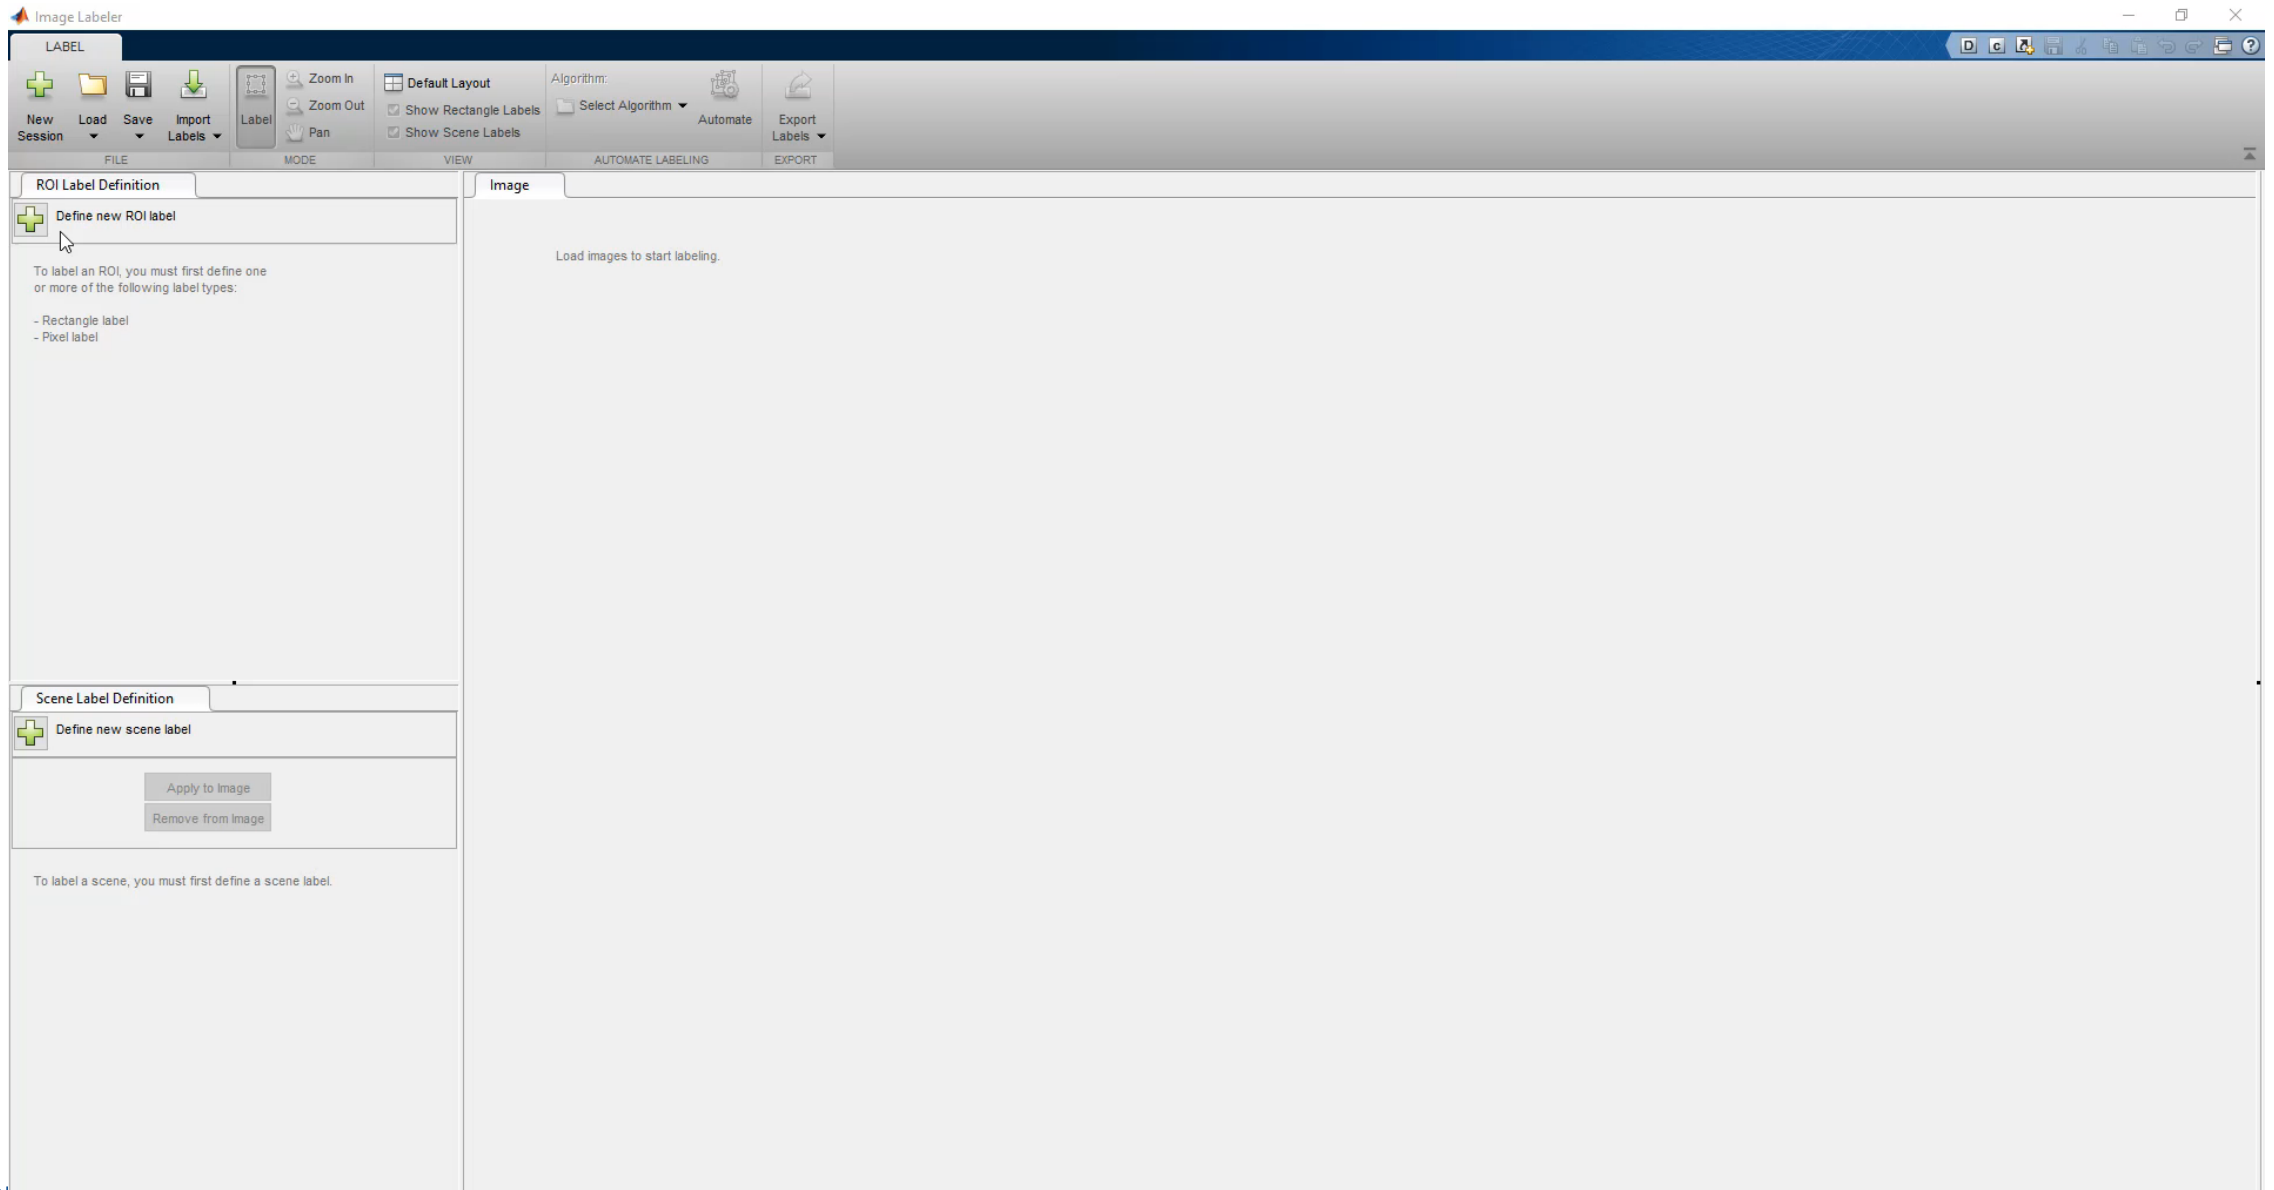 Image Labeler
LABEL
D c ?
New Session
Load
Save
Import Labels
FILE
Label
Zoom In
Zoom Out
Pan
MODE
Default Layout
Show Rectangle Labels
Show Scene Labels
VIEW
Algorithm:
Select Algorithm
Automate
AUTOMATE LABELING
Export Labels
EXPORT
ROI Label Definition
Define new ROI label
To label an ROI, you must first define one
or more of the following label types:
- Rectangle label
- Pixel label
Image
Load images to start labeling.
Scene Label Definition
Define new scene label
Apply to Image
Remove from Image
To label a scene, you must first define a scene label.